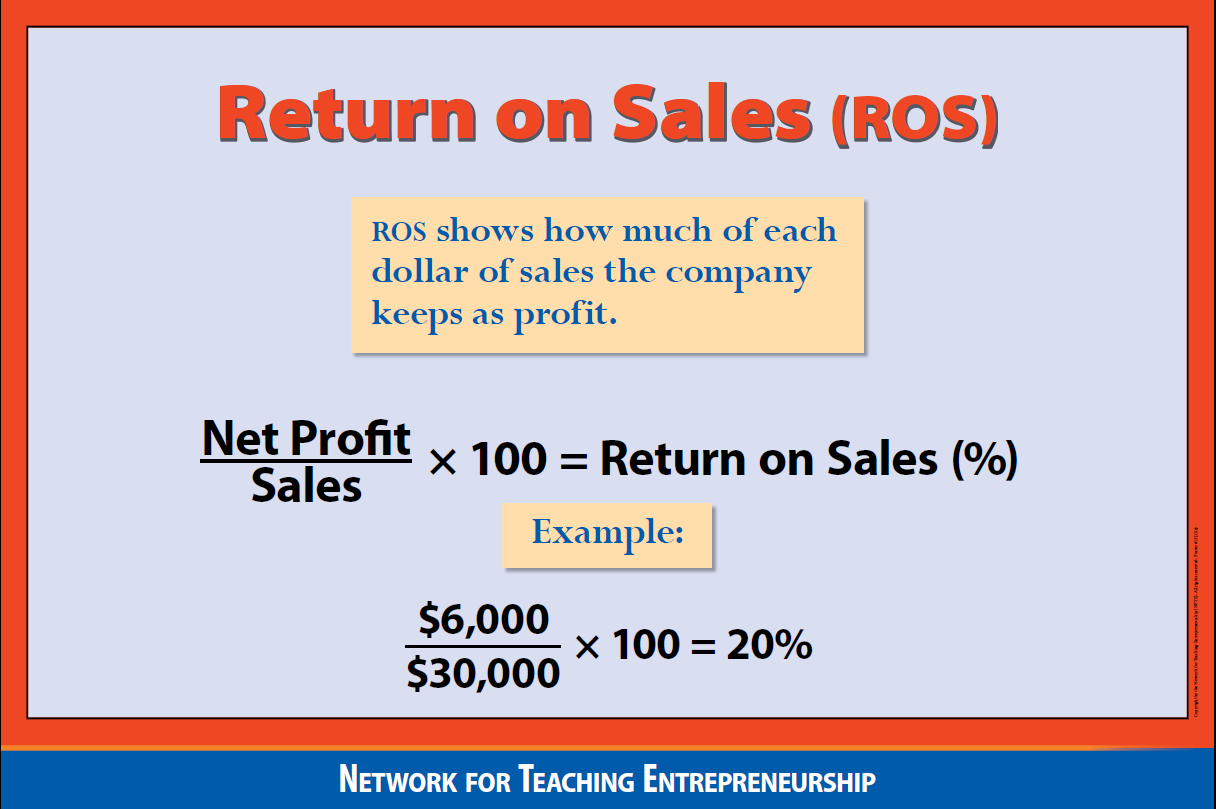 Return on Sales (ROS)
ROS shows how much of each
dollar of sales the company
keeps as profit.
Net Profit
Sales
× 100 = Return on Sales (%)
Example:
$6,000
$30,000
× 100 = 20%
NETWORK FOR TEACHING ENTREPRENEURSHIP